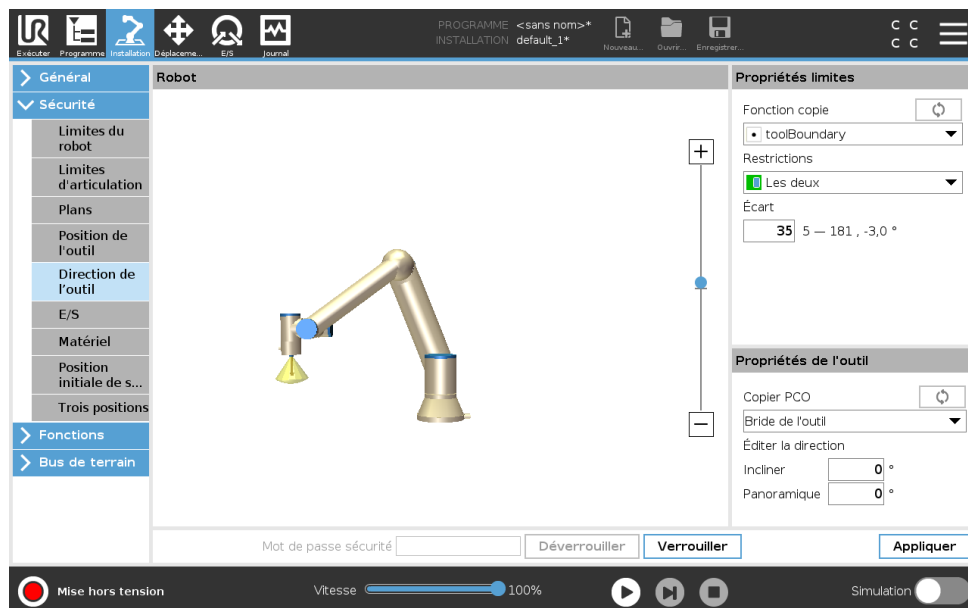 PROGRAMME <sans nom>*
INSTALLATION default_1*
Exécuter Programme Installation Déplaceme... E/S Journal Nouveau... Ouvrir... Enregistrer...
C C
C C
Général
Sécurité
Limites du
robot
Limites
d'articulation
Plans
Position de
l'outil
Direction de
l'outil
E/S
Matériel
Position
initiale de s...
Trois positions
Fonctions
Bus de terrain
Robot
+
−
Propriétés limites
Fonction copie
toolBoundary
Restrictions
Les deux
Écart
35 5 — 181 , -3,0 °
Propriétés de l'outil
Copier PCO
Bride de l'outil
Éditer la direction
Incliner 0 °
Panoramique 0 °
Mot de passe sécurité Déverrouiller Verrouiller Appliquer
Mise hors tension Vitesse 100% Simulation